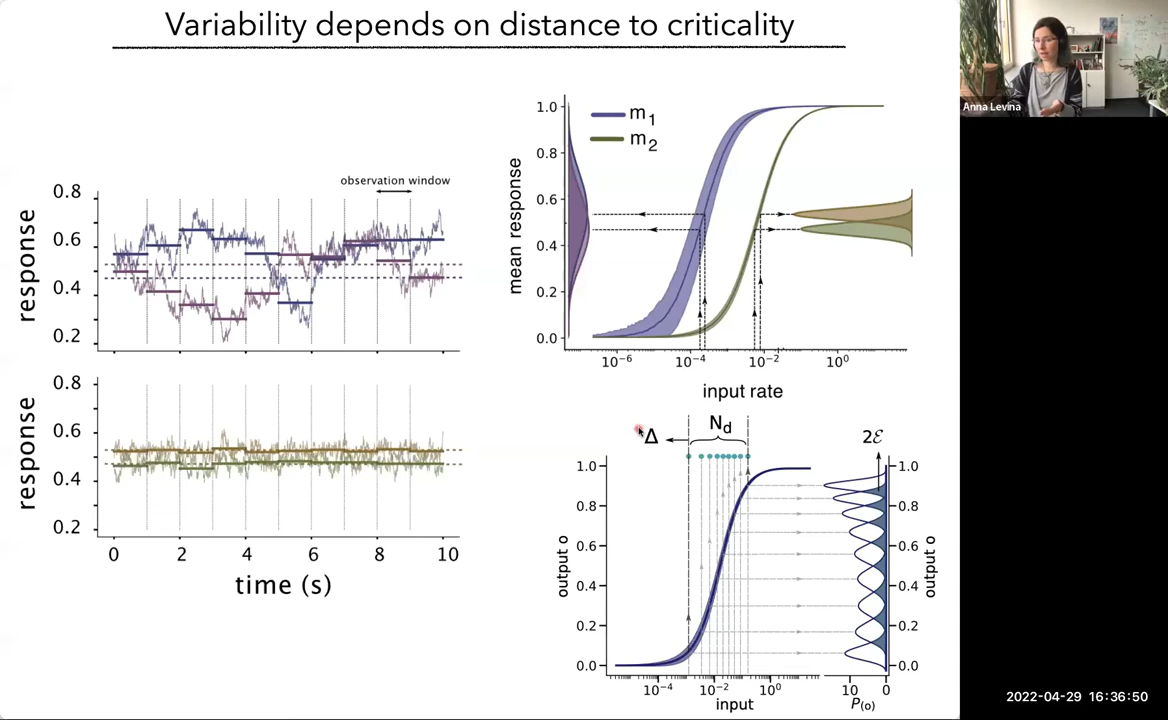 Variability depends on distance to criticality
Anna Levina
observation window
response
0.8
0.6
0.4
0.2
response
0.8
0.6
0.4
0.2
0 2 4 6 8 10
time (s)
m1
m2
mean response
1.0
0.8
0.6
0.4
0.2
0.0
10⁻⁶ 10⁻⁴ 10⁻² 10⁰
input rate
Δ
Nd
2ℰ
output o
1.0
0.8
0.6
0.4
0.2
0.0
10⁻⁴ 10⁻² 10⁰
input
1.0
0.8
0.6
0.4
0.2
0.0
output o
10 0
P(o)
2022-04-29 16:36:50